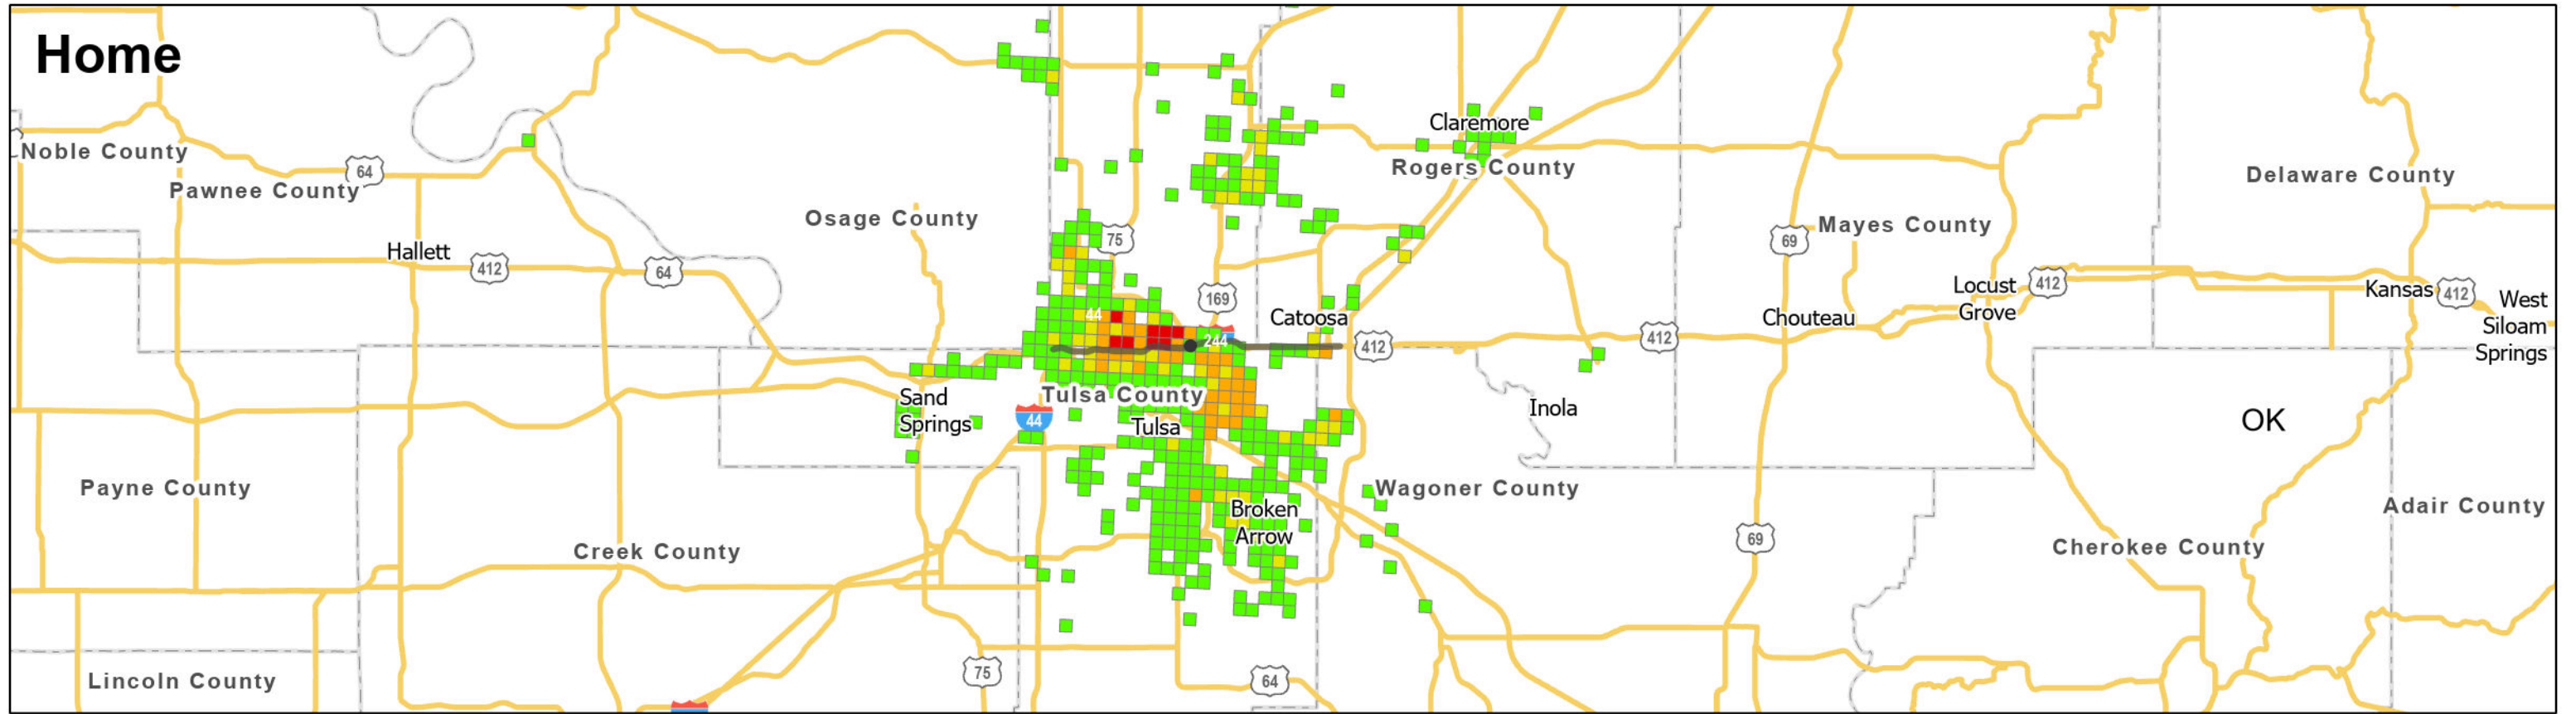 Home
Claremore
Noble County
64
Rogers County
Pawnee County
Delaware County
Osage County
Mayes County
75
69
Hallett
412
64
412
Locust
Grove
Kansas
412
West
Siloam
Springs
169
44
Catoosa
Chouteau
244
412
412
Tulsa County
Sand
Springs
44
Tulsa
Inola
OK
Payne County
Wagoner County
Broken
Arrow
Adair County
69
Creek County
Cherokee County
75
64
Lincoln County